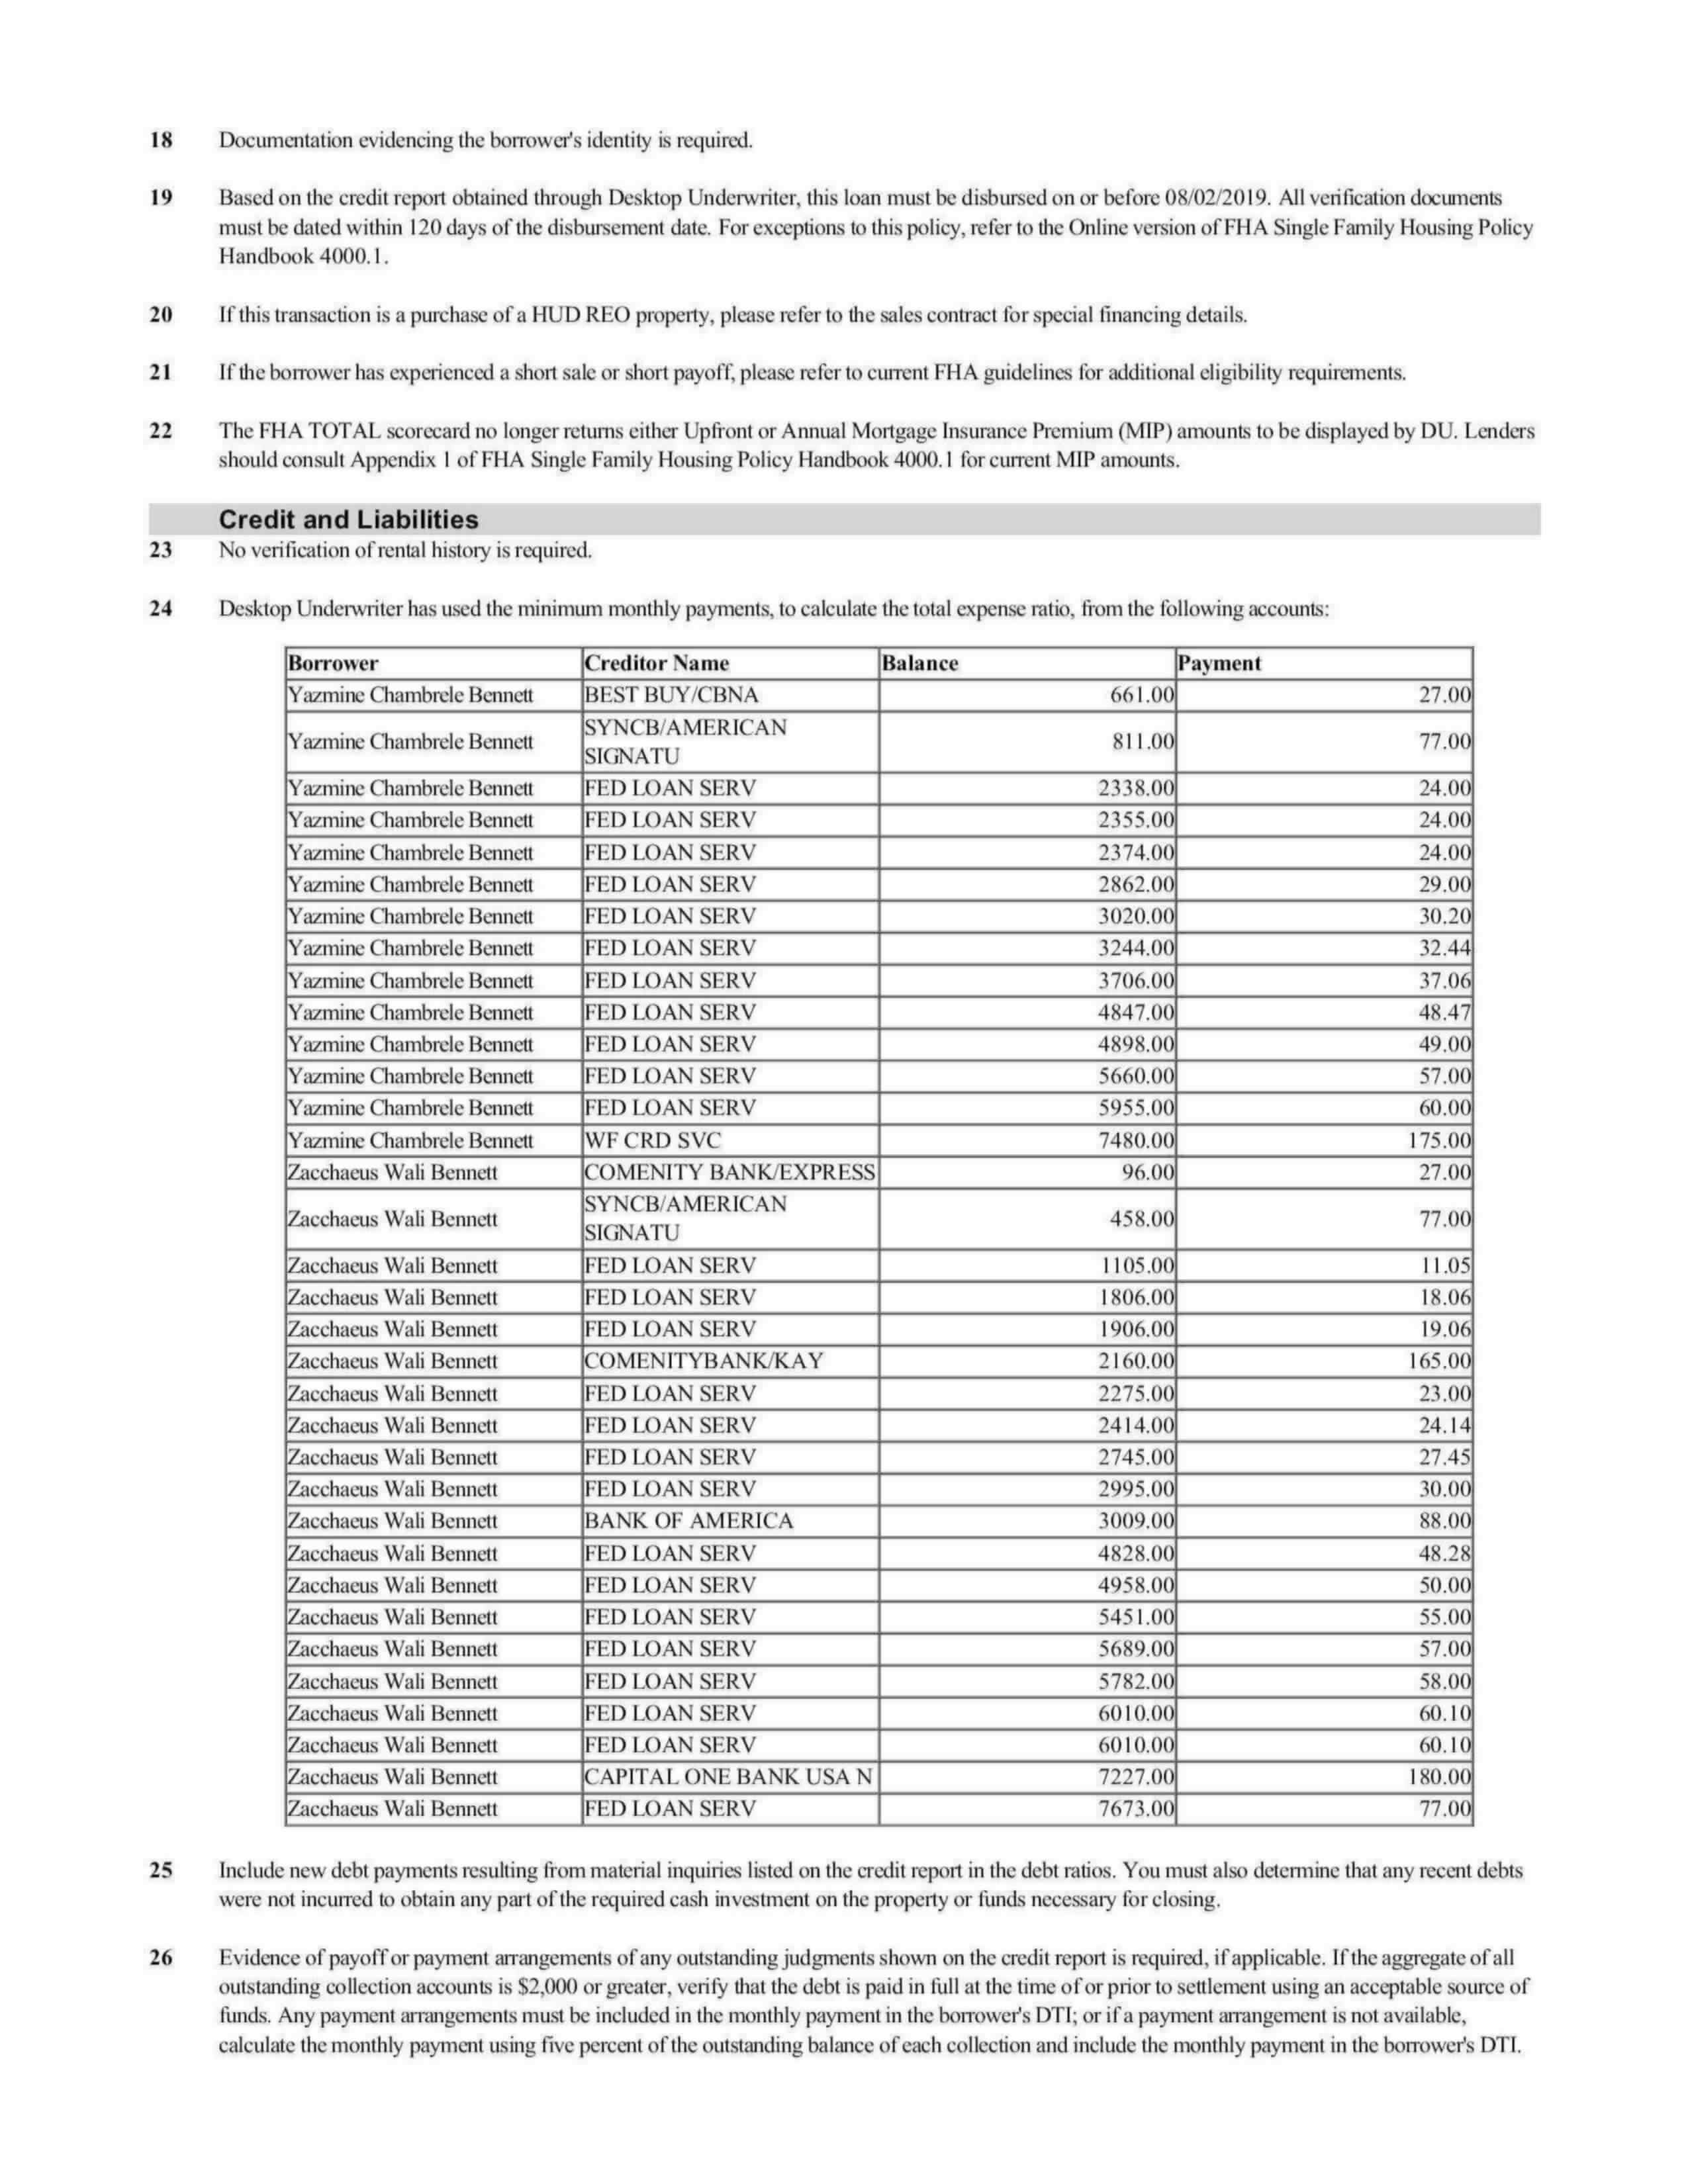 18 Documentation evidencing the borrower's identity is required.
19 Based on the credit report obtained through Desktop Underwriter, this loan must be disbursed on or before 08/02/2019. All verification documents
must be dated within 120 days of the disbursement date. For exceptions to this policy, refer to the Online version of FHA Single Family Housing Policy
Handbook 4000.1.
20 If this transaction is a purchase of a HUD REO property, please refer to the sales contract for special financing details.
21 If the borrower has experienced a short sale or short payoff, please refer to current FHA guidelines for additional eligibility requirements.
22 The FHA TOTAL scorecard no longer returns either Upfront or Annual Mortgage Insurance Premium (MIP) amounts to be displayed by DU. Lenders
should consult Appendix 1 of FHA Single Family Housing Policy Handbook 4000.1 for current MIP amounts.
Credit and Liabilities
23 No verification of rental history is required.
24 Desktop Underwriter has used the minimum monthly payments, to calculate the total expense ratio, from the following accounts:
Borrower Creditor Name Balance Payment
Yazmine Chambrele Bennett BEST BUY/CBNA 661.00 27.00
Yazmine Chambrele Bennett SYNCB/AMERICAN
SIGNATU 811.00 77.00
Yazmine Chambrele Bennett FED LOAN SERV 2338.00 24.00
Yazmine Chambrele Bennett FED LOAN SERV 2355.00 24.00
Yazmine Chambrele Bennett FED LOAN SERV 2374.00 24.00
Yazmine Chambrele Bennett FED LOAN SERV 2862.00 29.00
Yazmine Chambrele Bennett FED LOAN SERV 3020.00 30.20
Yazmine Chambrele Bennett FED LOAN SERV 3244.00 32.44
Yazmine Chambrele Bennett FED LOAN SERV 3706.00 37.06
Yazmine Chambrele Bennett FED LOAN SERV 4847.00 48.47
Yazmine Chambrele Bennett FED LOAN SERV 4898.00 49.00
Yazmine Chambrele Bennett FED LOAN SERV 5660.00 57.00
Yazmine Chambrele Bennett FED LOAN SERV 5955.00 60.00
Yazmine Chambrele Bennett WF CRD SVC 7480.00 175.00
Zacchaeus Wali Bennett COMENITY BANK/EXPRESS 96.00 27.00
Zacchaeus Wali Bennett SYNCB/AMERICAN
SIGNATU 458.00 77.00
Zacchaeus Wali Bennett FED LOAN SERV 1105.00 11.05
Zacchaeus Wali Bennett FED LOAN SERV 1806.00 18.06
Zacchaeus Wali Bennett FED LOAN SERV 1906.00 19.06
Zacchaeus Wali Bennett COMENITYBANK/KAY 2160.00 165.00
Zacchaeus Wali Bennett FED LOAN SERV 2275.00 23.00
Zacchaeus Wali Bennett FED LOAN SERV 2414.00 24.14
Zacchaeus Wali Bennett FED LOAN SERV 2745.00 27.45
Zacchaeus Wali Bennett FED LOAN SERV 2995.00 30.00
Zacchaeus Wali Bennett BANK OF AMERICA 3009.00 88.00
Zacchaeus Wali Bennett FED LOAN SERV 4828.00 48.28
Zacchaeus Wali Bennett FED LOAN SERV 4958.00 50.00
Zacchaeus Wali Bennett FED LOAN SERV 5451.00 55.00
Zacchaeus Wali Bennett FED LOAN SERV 5689.00 57.00
Zacchaeus Wali Bennett FED LOAN SERV 5782.00 58.00
Zacchaeus Wali Bennett FED LOAN SERV 6010.00 60.10
Zacchaeus Wali Bennett FED LOAN SERV 6010.00 60.10
Zacchaeus Wali Bennett CAPITAL ONE BANK USA N 7227.00 180.00
Zacchaeus Wali Bennett FED LOAN SERV 7673.00 77.00
25 Include new debt payments resulting from material inquiries listed on the credit report in the debt ratios. You must also determine that any recent debts
were not incurred to obtain any part of the required cash investment on the property or funds necessary for closing.
26 Evidence of payoff or payment arrangements of any outstanding judgments shown on the credit report is required, if applicable. If the aggregate of all
outstanding collection accounts is $2,000 or greater, verify that the debt is paid in full at the time of or prior to settlement using an acceptable source of
funds. Any payment arrangements must be included in the monthly payment in the borrower's DTI; or if a payment arrangement is not available,
calculate the monthly payment using five percent of the outstanding balance of each collection and include the monthly payment in the borrower's DTI.